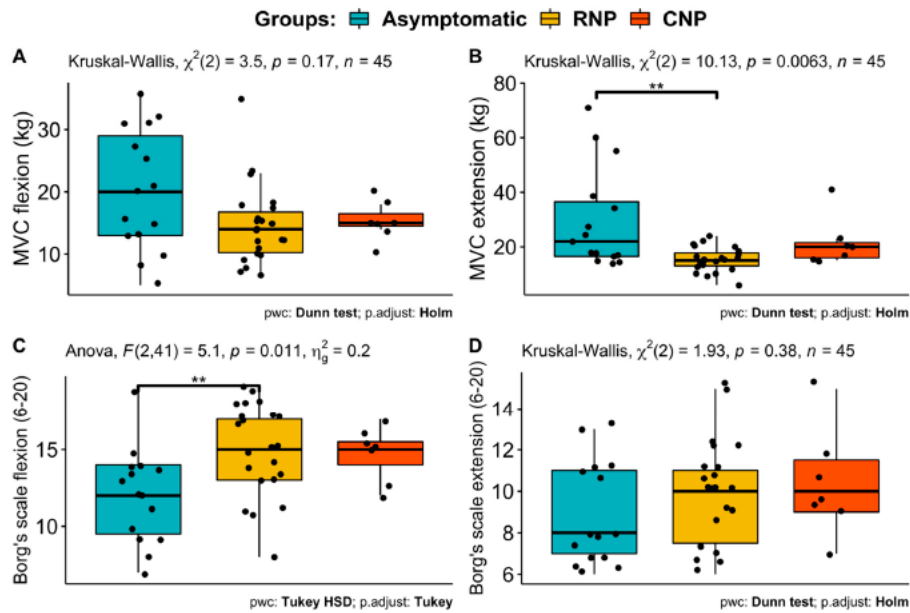 Groups: Asymptomatic RNP CNP
A
Kruskal-Wallis, χ²(2) = 3.5, p = 0.17, n = 45
MVC flexion (kg)
30
20
10
pwc: Dunn test; p.adjust: Holm
B
Kruskal-Wallis, χ²(2) = 10.13, p = 0.0063, n = 45
MVC extension (kg)
80
60
40
20
0
**
pwc: Dunn test; p.adjust: Holm
C
Anova, F(2,41) = 5.1, p = 0.011, η²g = 0.2
Borg's scale flexion (6-20)
15
10
**
pwc: Tukey HSD; p.adjust: Tukey
D
Kruskal-Wallis, χ²(2) = 1.93, p = 0.38, n = 45
Borg's scale extension (6-20)
14
12
10
8
6
pwc: Dunn test; p.adjust: Holm